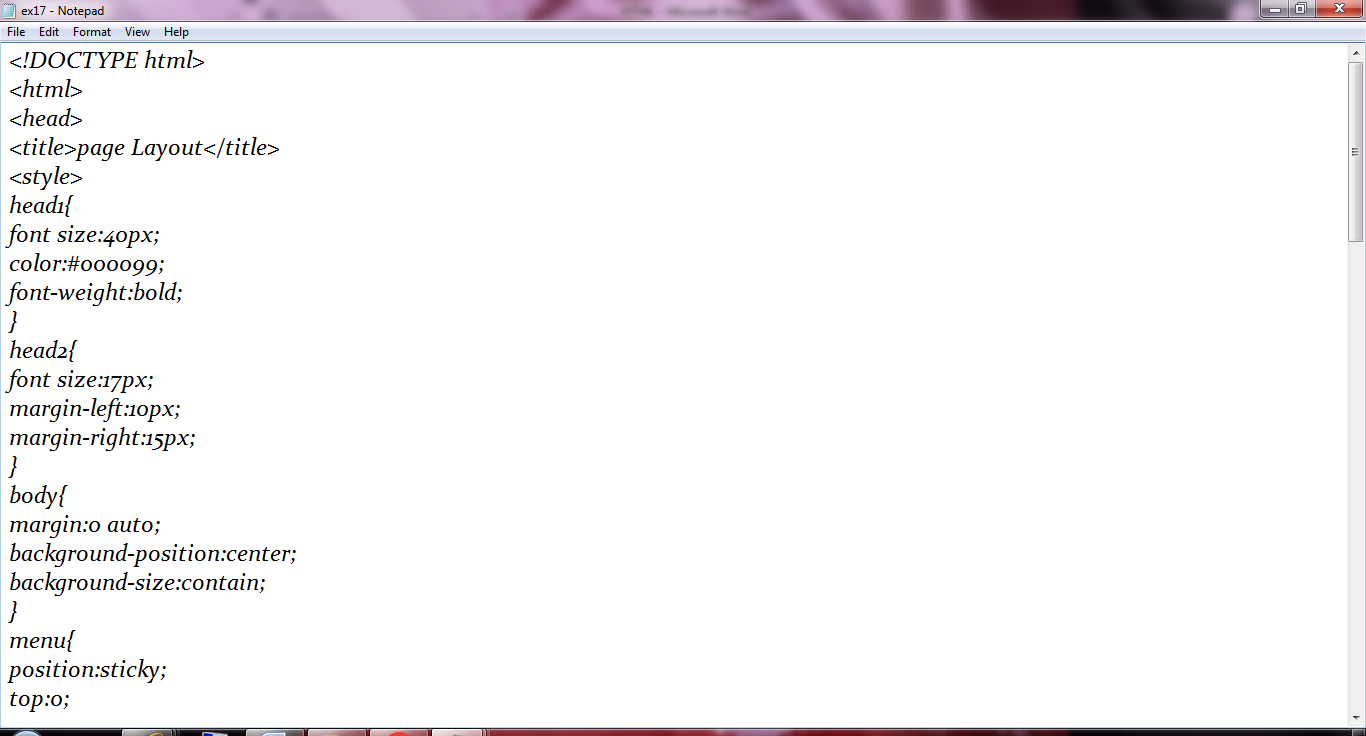 ex17 - Notepad
File Edit Format View Help
<!DOCTYPE html>
<html>
<head>
<title>page Layout</title>
<style>
head1{
font size:40px;
color:#000099;
font-weight:bold;
}
head2{
font size:17px;
margin-left:10px;
margin-right:15px;
}
body{
margin:0 auto;
background-position:center;
background-size:contain;
}
menu{
position:sticky;
top:0;